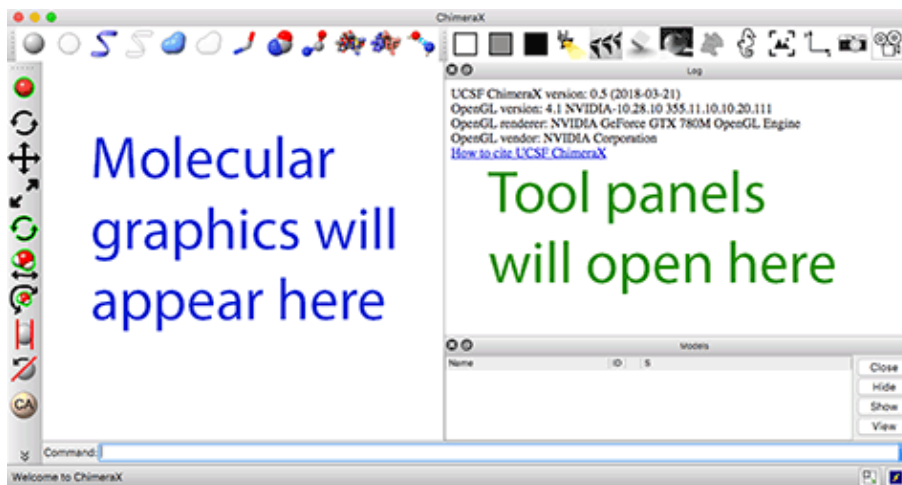 ChimeraX
Log
UCSF ChimeraX version: 0.5 (2018-03-21)
OpenGL version: 4.1 NVIDIA-10.28.10 355.11.10.10.20.111
OpenGL renderer: NVIDIA GeForce GTX 780M OpenGL Engine
OpenGL vendor: NVIDIA Corporation
How to cite UCSF ChimeraX
Molecular
graphics will
appear here
Tool panels
will open here
Models
Name ID S
Close
Hide
Show
View
CA
Command:
Welcome to ChimeraX